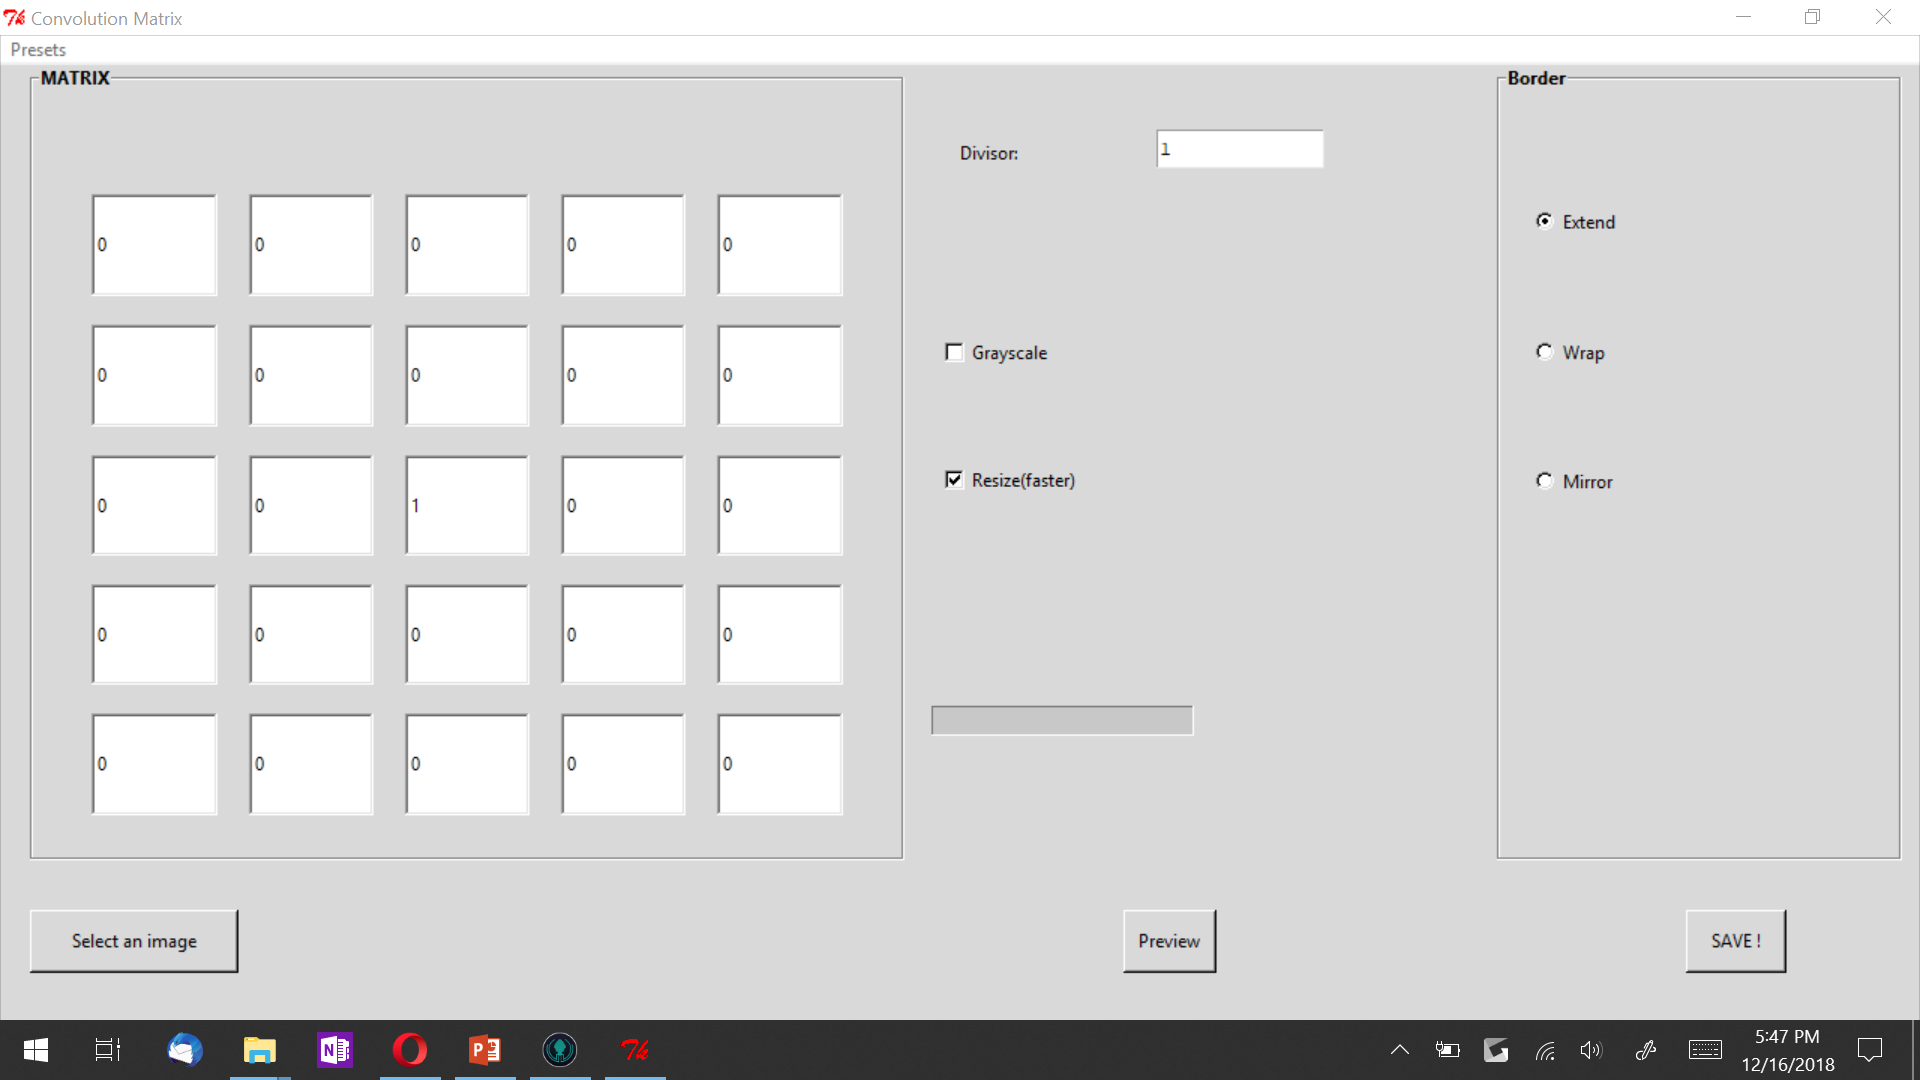 Convolution Matrix
Presets
MATRIX
Border
Divisor:
1
0 0 0 0 0
Extend
0 0 0 0 0
Grayscale
Wrap
0 0 1 0 0
Resize(faster)
Mirror
0 0 0 0 0
0 0 0 0 0
Select an image
Preview
SAVE !
5:47 PM
12/16/2018